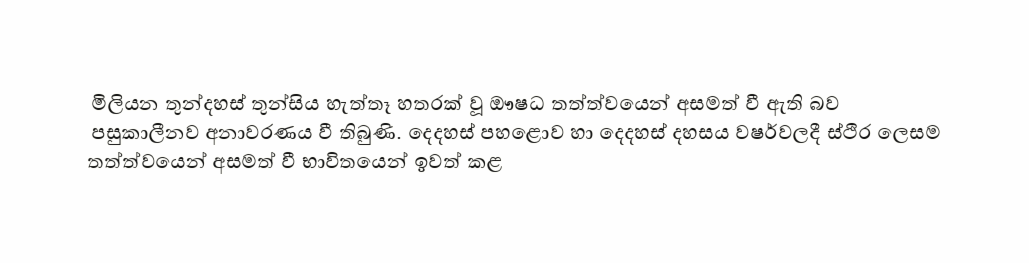 මිලියන තුන්දහස් තුන්සිය හැත්තෑ හතරක් වූ ඖෂධ තත්ත්වයෙන් අසමත් වී ඇති බව
පසුකාලීනව අනාවරණය වී තිබුණි. දෙදහස් පහළොව හා දෙදහස් දහසය වෂර්වලදී ස්ථිර ලෙසම
තත්ත්වයෙන් අසමත් වී භාවිතයෙන් ඉවත් කළ